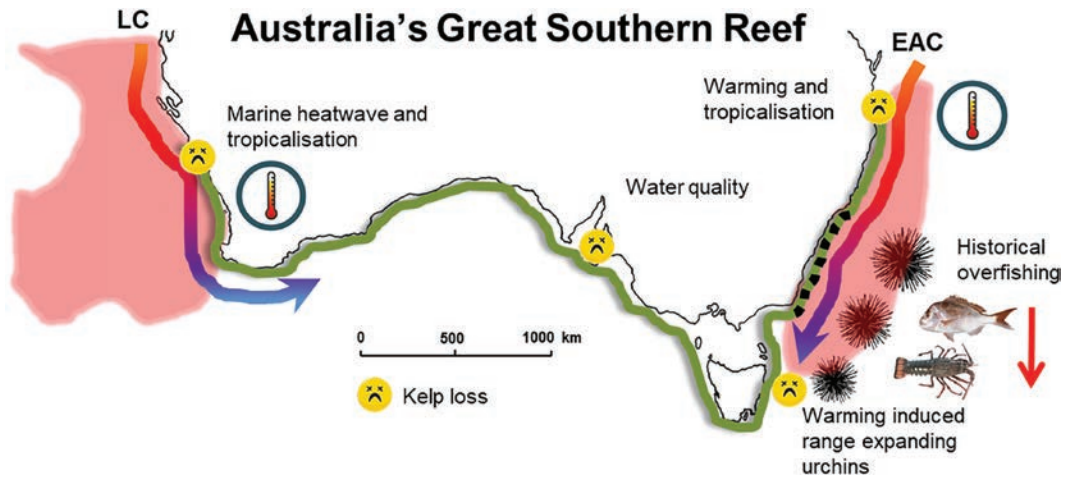 Australia's Great Southern Reef
LC
EAC
Marine heatwave and
tropicalisation
Warming and
tropicalisation
Water quality
Historical
overfishing
0 500 1000 km
Kelp loss
Warming induced
range expanding
urchins